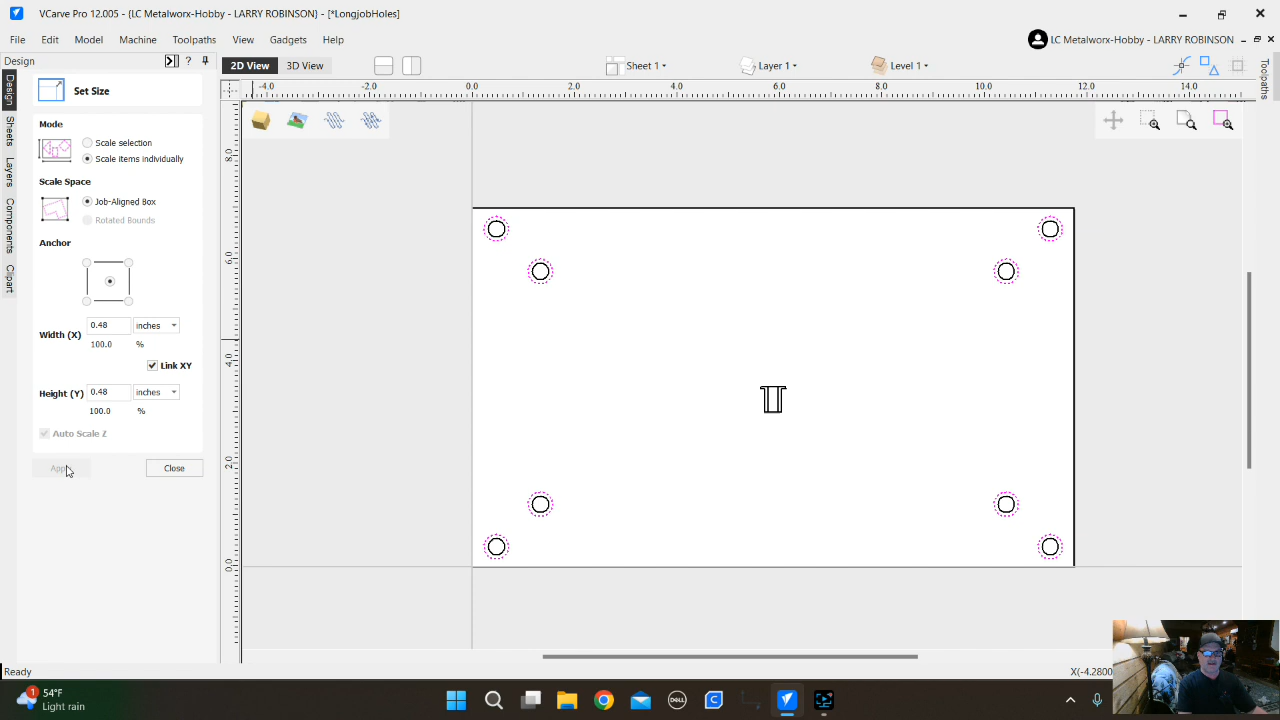 VCarve Pro 12.005 - {LC Metalworx-Hobby - LARRY ROBINSON} - [*LongjobHoles]
File Edit Model Machine Toolpaths View Gadgets Help
LC Metalworx-Hobby - LARRY ROBINSON
Design
2D View 3D View
Sheet 1
Layer 1
Level 1
Design
Sheets
Layers
Components
Clipart
Toolpaths
Set Size
Mode
Scale selection
Scale items individually
Scale Space
Job-Aligned Box
Rotated Bounds
Anchor
Width (X) 0.48 inches
100.0 %
Link XY
Height (Y) 0.48 inches
100.0 %
Auto Scale Z
Close
-4.0 -2.0 0.0 2.0 4.0 6.0 8.0 10.0 12.0 14.0
8.0
6.0
4.0
2.0
0.0
Ready
X(-4.2800
1
54°F
Light rain
DELL